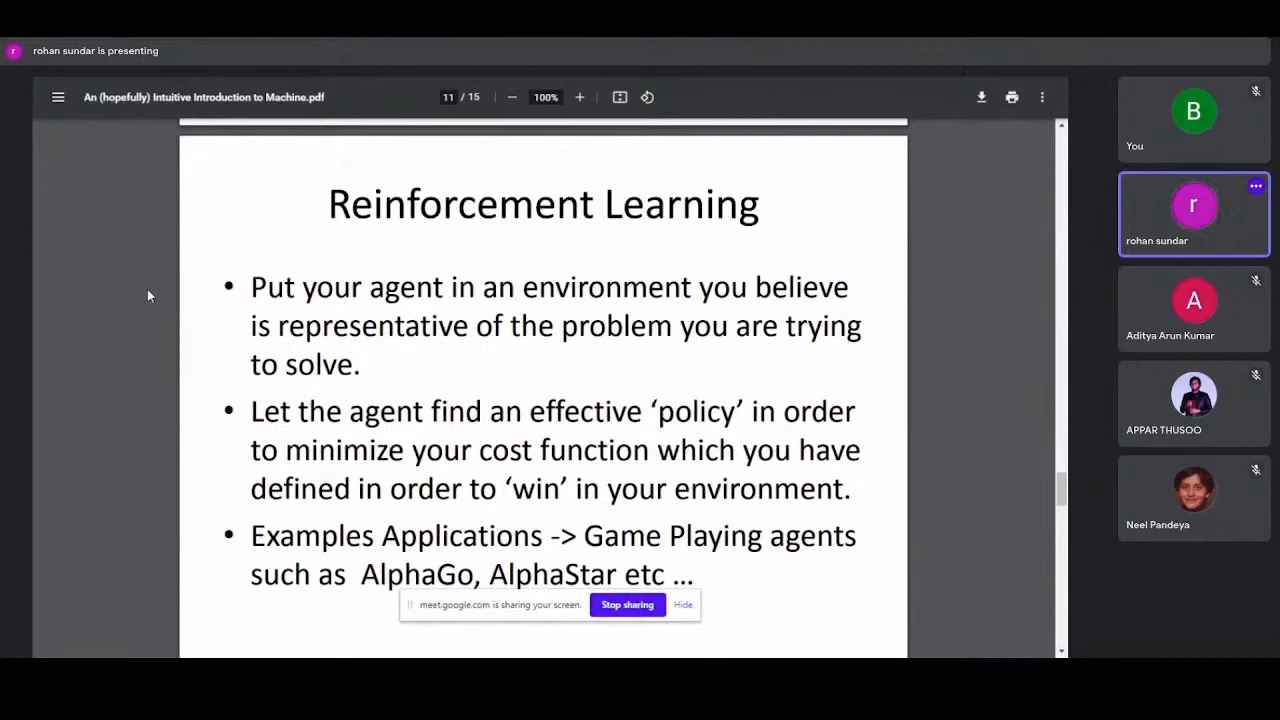 r rohan sundar is presenting
An (hopefully) Intuitive Introduction to Machine.pdf
11 / 15
100%
Reinforcement Learning
• Put your agent in an environment you believe
is representative of the problem you are trying
to solve.
• Let the agent find an effective ‘policy’ in order
to minimize your cost function which you have
defined in order to ‘win’ in your environment.
• Examples Applications -> Game Playing agents
such as AlphaGo, AlphaStar etc ...
meet.google.com is sharing your screen. Stop sharing Hide
B
You
r
rohan sundar
A
Aditya Arun Kumar
APPAR THUSOO
Neel Pandeya